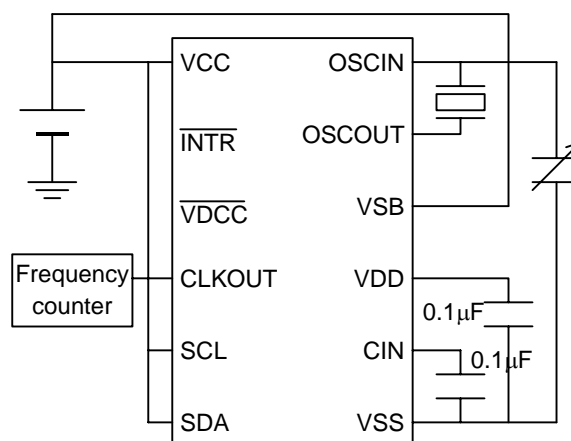 VCC OSCIN
OSCOUT
INTR
VDCC VSB
Frequency
counter
CLKOUT VDD
0.1μF
SCL CIN
0.1μF
SDA VSS